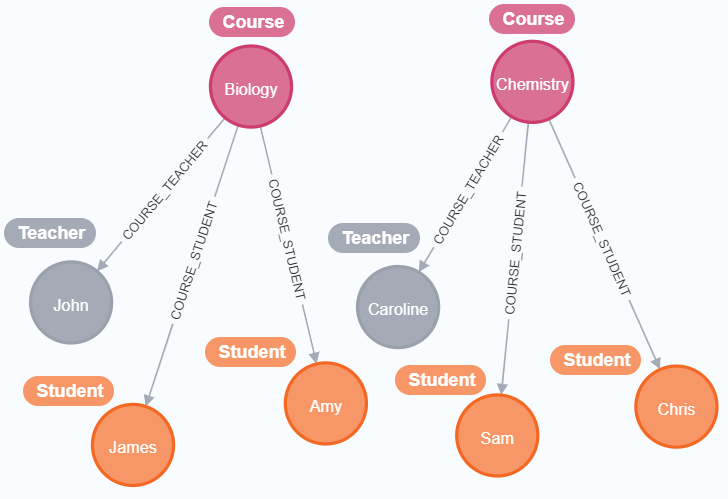 Course
Biology
COURSE_TEACHER
COURSE_STUDENT
COURSE_STUDENT
Teacher
John
Student
James
Student
Amy
Course
Chemistry
COURSE_TEACHER
COURSE_STUDENT
COURSE_STUDENT
Teacher
Caroline
Student
Sam
Student
Chris